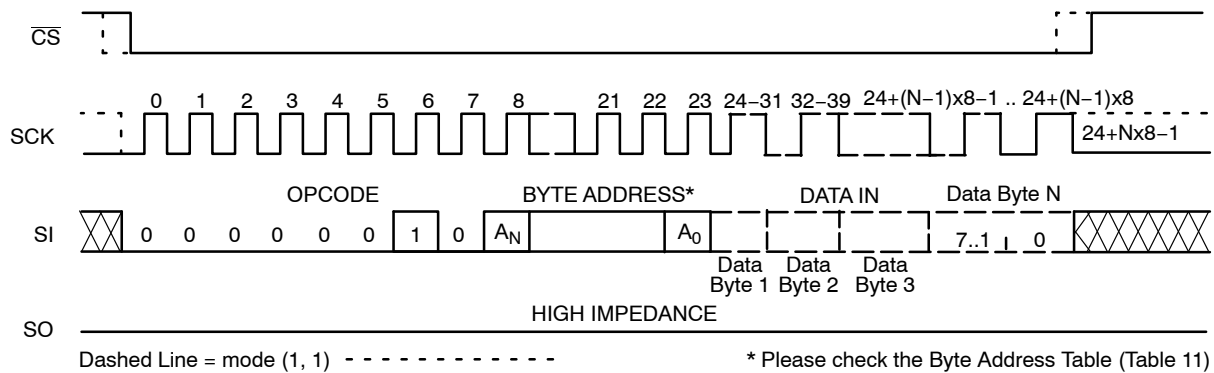 CS
0 1 2 3 4 5 6 7 8 21 22 23 24−31 32−39 24+(N−1)x8−1 .. 24+(N−1)x8
SCK
24+Nx8−1
OPCODE BYTE ADDRESS* DATA IN Data Byte N
SI 0 0 0 0 0 0 1 0 AN A0 7..1 0
Data Byte 1
Data Byte 2
Data Byte 3
HIGH IMPEDANCE
SO
Dashed Line = mode (1, 1) * Please check the Byte Address Table (Table 11)